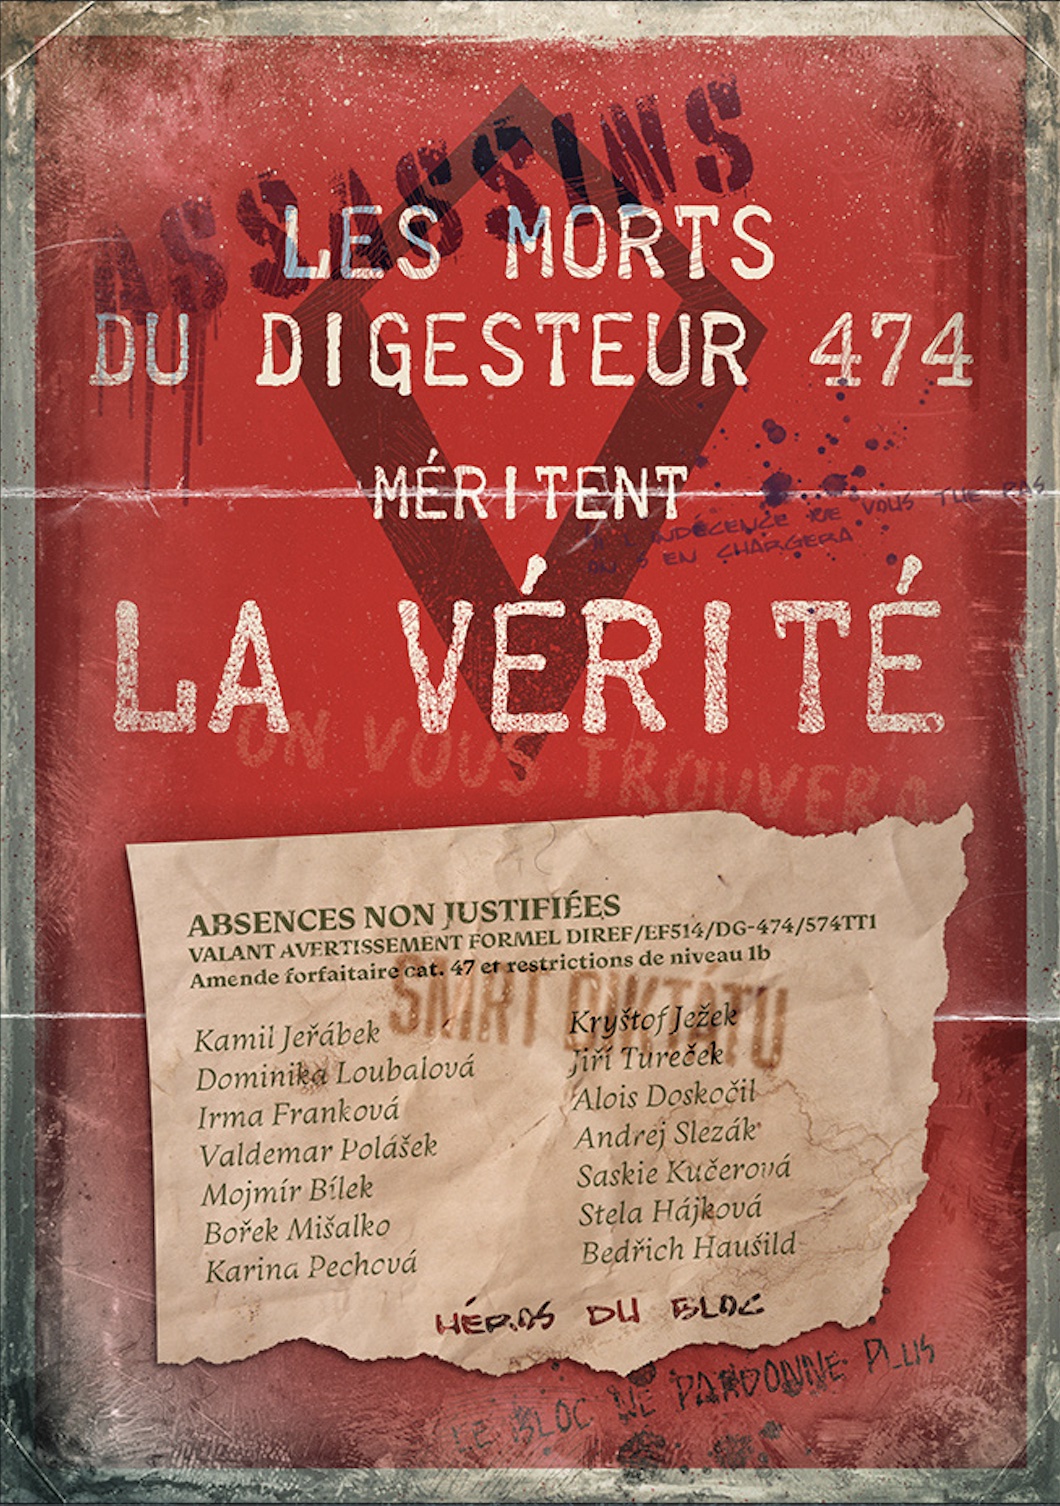 ASSASSINS
LES MORTS
DU DIGESTEUR 474
MÉRITENT
SI L'INDÉCENCE NE VOUS TUE PAS
ON S'EN CHARGERA
LA VÉRITÉ
ON VOUS TROUVERA
ABSENCES NON JUSTIFIÉES
VALANT AVERTISSEMENT FORMEL DIREF/EF514/DG-474/574TT1
Amende forfaitaire cat. 47 et restrictions de niveau 1b
SMRT DIKTÁTU
Kamil Jeřábek
Dominika Loubalová
Irma Franková
Valdemar Polášek
Mojmír Bílek
Bořek Mišalko
Karina Pechová
Kryštof Ježek
Jiří Tureček
Alois Doskočil
Andrej Slezák
Saskie Kučerová
Stela Hájková
Bedřich Haušild
HÉROS DU BLOC
LE BLOC NE PARDONNE PLUS